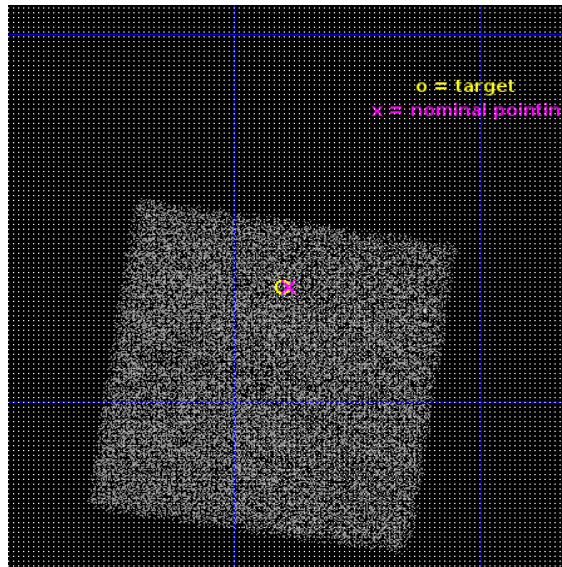 o = target
x = nominal pointin